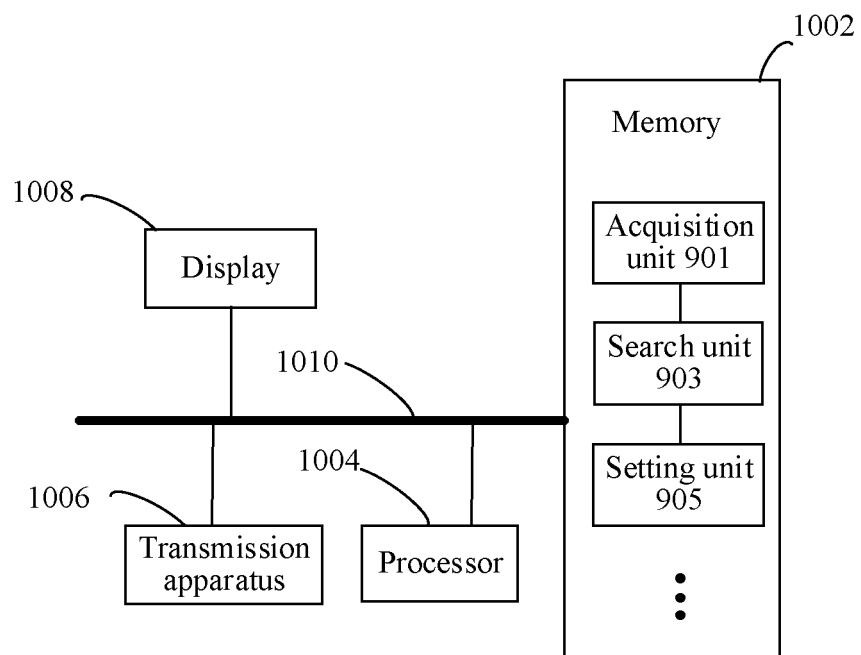 1002
Memory
1008
Acquisition
unit 901
Display
1010
Search unit
903
1004
Setting unit
905
1006
Transmission
apparatus
Processor